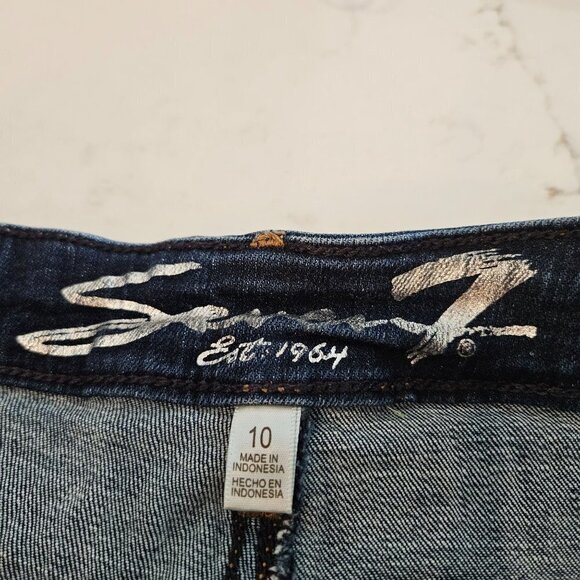 Seven7®
Est. 1964
10
MADE IN
INDONESIA
HECHO EN
INDONESIA